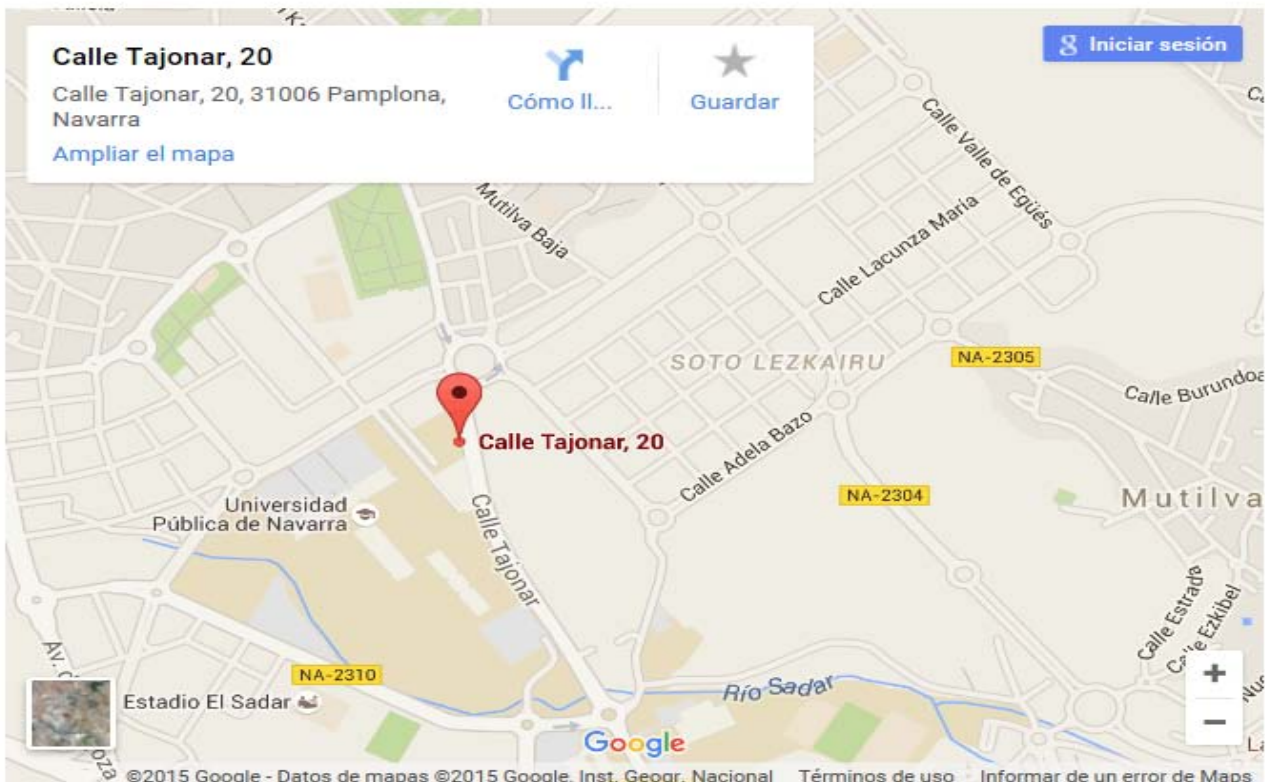 Calle Tajonar, 20
Calle Tajonar, 20, 31006 Pamplona,
Navarra
Ampliar el mapa
Cómo ll...
Guardar
Iniciar sesión
Calle Valle de Egüés
Mutilva Baja
Calle Lacunza Maria
SOTO LEZKAIRU
NA-2305
Calle Burundoa
Calle Tajonar, 20
Calle Adela Bazo
NA-2304
Mutilva
Universidad
Pública de Navarra
Calle Tajonar
Calle Estrada
Calle Ezkibel
NA-2310
Río Sadar
Estadio El Sadar
Av.
+
−
Google
©2015 Google - Datos de mapas ©2015 Google, Inst. Geogr. Nacional
Términos de uso
Informar de un error de Maps